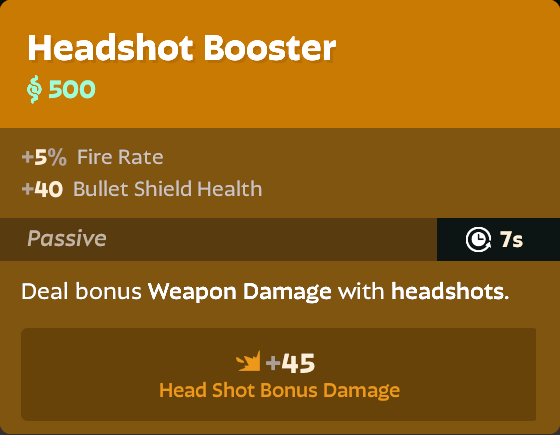 Headshot Booster
500
+5% Fire Rate
+40 Bullet Shield Health
Passive 7s
Deal bonus Weapon Damage with headshots.
+45
Head Shot Bonus Damage